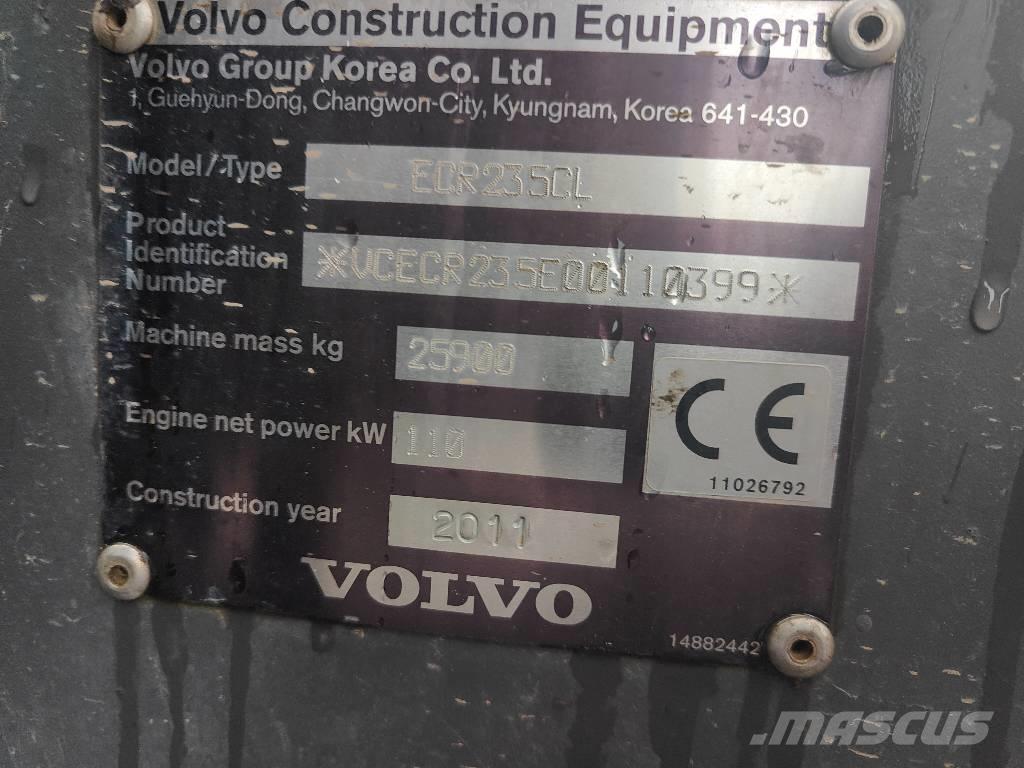 Volvo Construction Equipment
Volvo Group Korea Co. Ltd.
1, Guehyun-Dong, Changwon-City, Kyungnam, Korea 641-430
Model/Type ECR235CL
Product
Identification
Number *VCECR235E00110399*
Machine mass kg 25900
Engine net power kW 110
CE
11026792
Construction year 2011
VOLVO
14882442
MASCUS